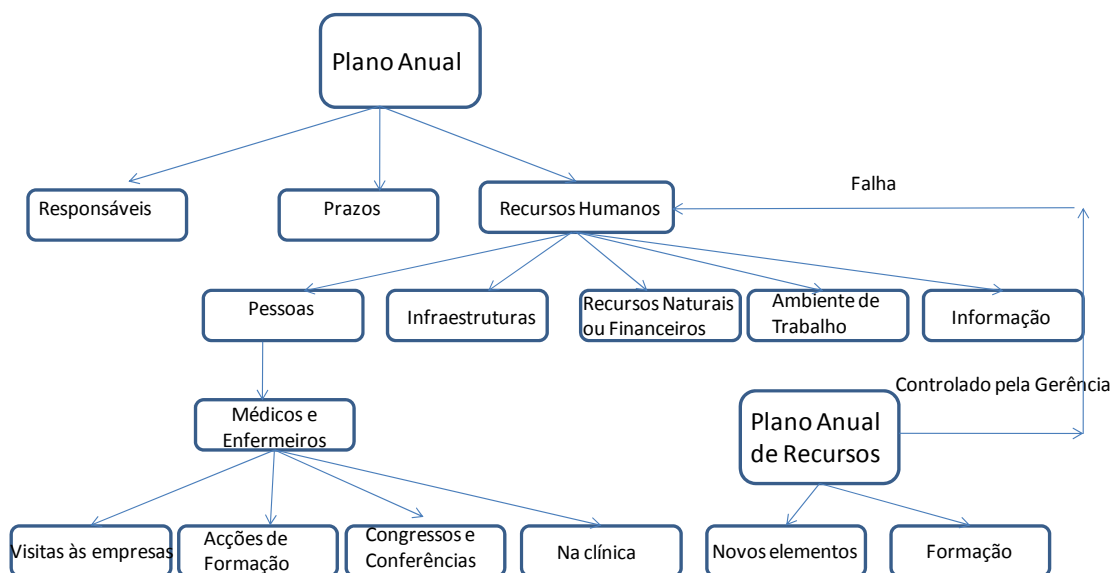 Plano Anual
Responsáveis
Prazos
Recursos Humanos
Falha
Pessoas
Infraestruturas
Recursos Naturais
ou Financeiros
Ambiente de
Trabalho
Informação
Controlado pela Gerência
Médicos e
Enfermeiros
Plano Anual
de Recursos
Visitas às empresas
Acções de
Formação
Congressos e
Conferências
Na clínica
Novos elementos
Formação